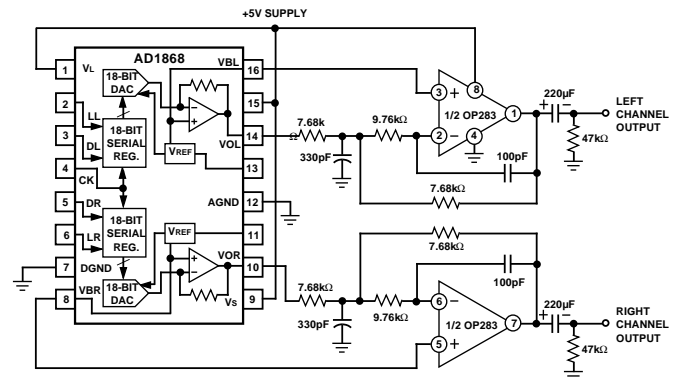 +5V SUPPLY
AD1868
1 VL
2 LL
3 DL
4 CK
5 DR
6 LR
7 DGND
8 VBR
18-BIT
DAC
18-BIT
SERIAL
REG.
VREF
18-BIT
SERIAL
REG.
VREF
18-BIT
DAC
VBL 16
15
VOL 14
13
AGND 12
11
VOR 10
VS 9
7.68k
Ω
330pF
9.76kΩ
3 +
2 −
8
1/2 OP283
1
4
100pF
7.68kΩ
220µF
+ −
47kΩ
LEFT
CHANNEL
OUTPUT
7.68kΩ
330pF
9.76kΩ
7.68kΩ
100pF
6 −
5 +
1/2 OP283
7
220µF
+ −
47kΩ
RIGHT
CHANNEL
OUTPUT